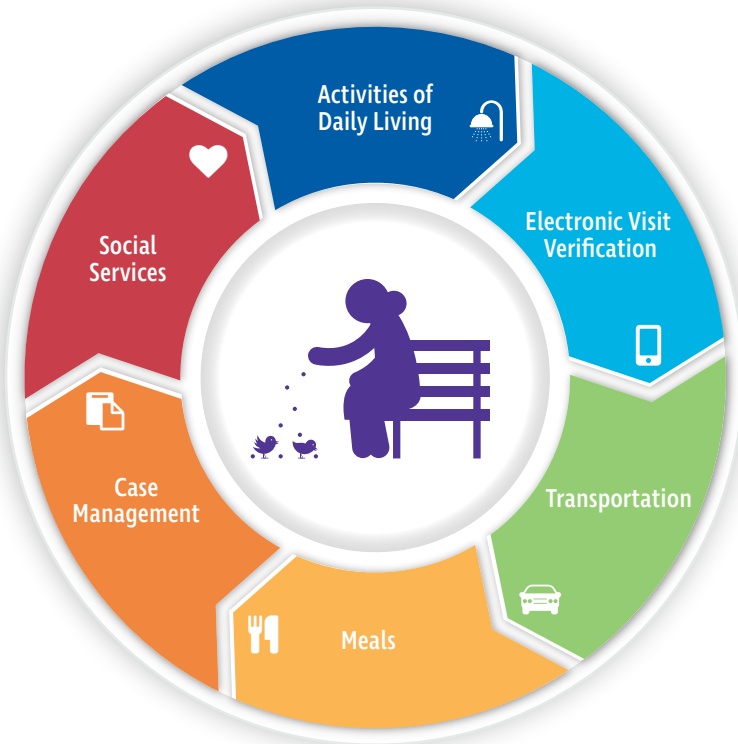 Activities of
Daily Living
Electronic Visit
Verification
Transportation
Meals
Case
Management
Social
Services